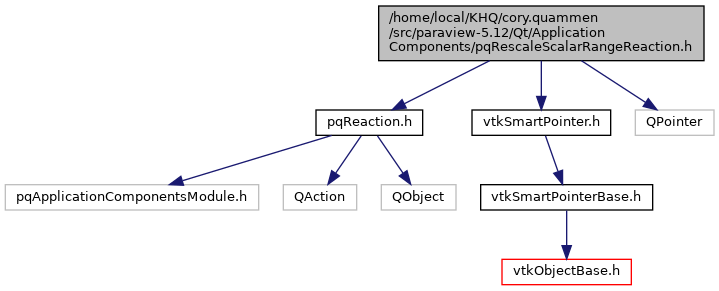 /home/local/KHQ/cory.quammen
/src/paraview-5.12/Qt/Application
Components/pqRescaleScalarRangeReaction.h
pqReaction.h
vtkSmartPointer.h
QPointer
pqApplicationComponentsModule.h
QAction
QObject
vtkSmartPointerBase.h
vtkObjectBase.h